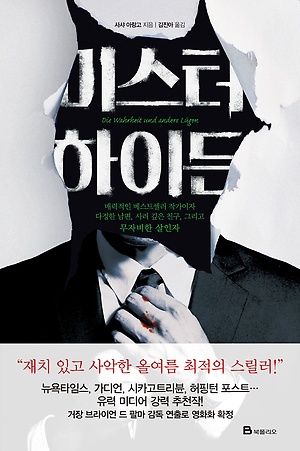 사샤 아랑고 지음 | 김진아 옮김
미스터
Die Wahrheit und andere Lügen
하이든
매력적인 베스트셀러 작가이자
다정한 남편, 사려 깊은 친구, 그리고
무자비한 살인자
“재치 있고 사악한 올여름 최적의 스릴러!”
뉴욕타임스, 가디언, 시카고트리뷴, 허핑턴 포스트…
유력 미디어 강력 추천작!
거장 브라이언 드 팔마 감독 연출로 영화화 확정
B 북폴리오